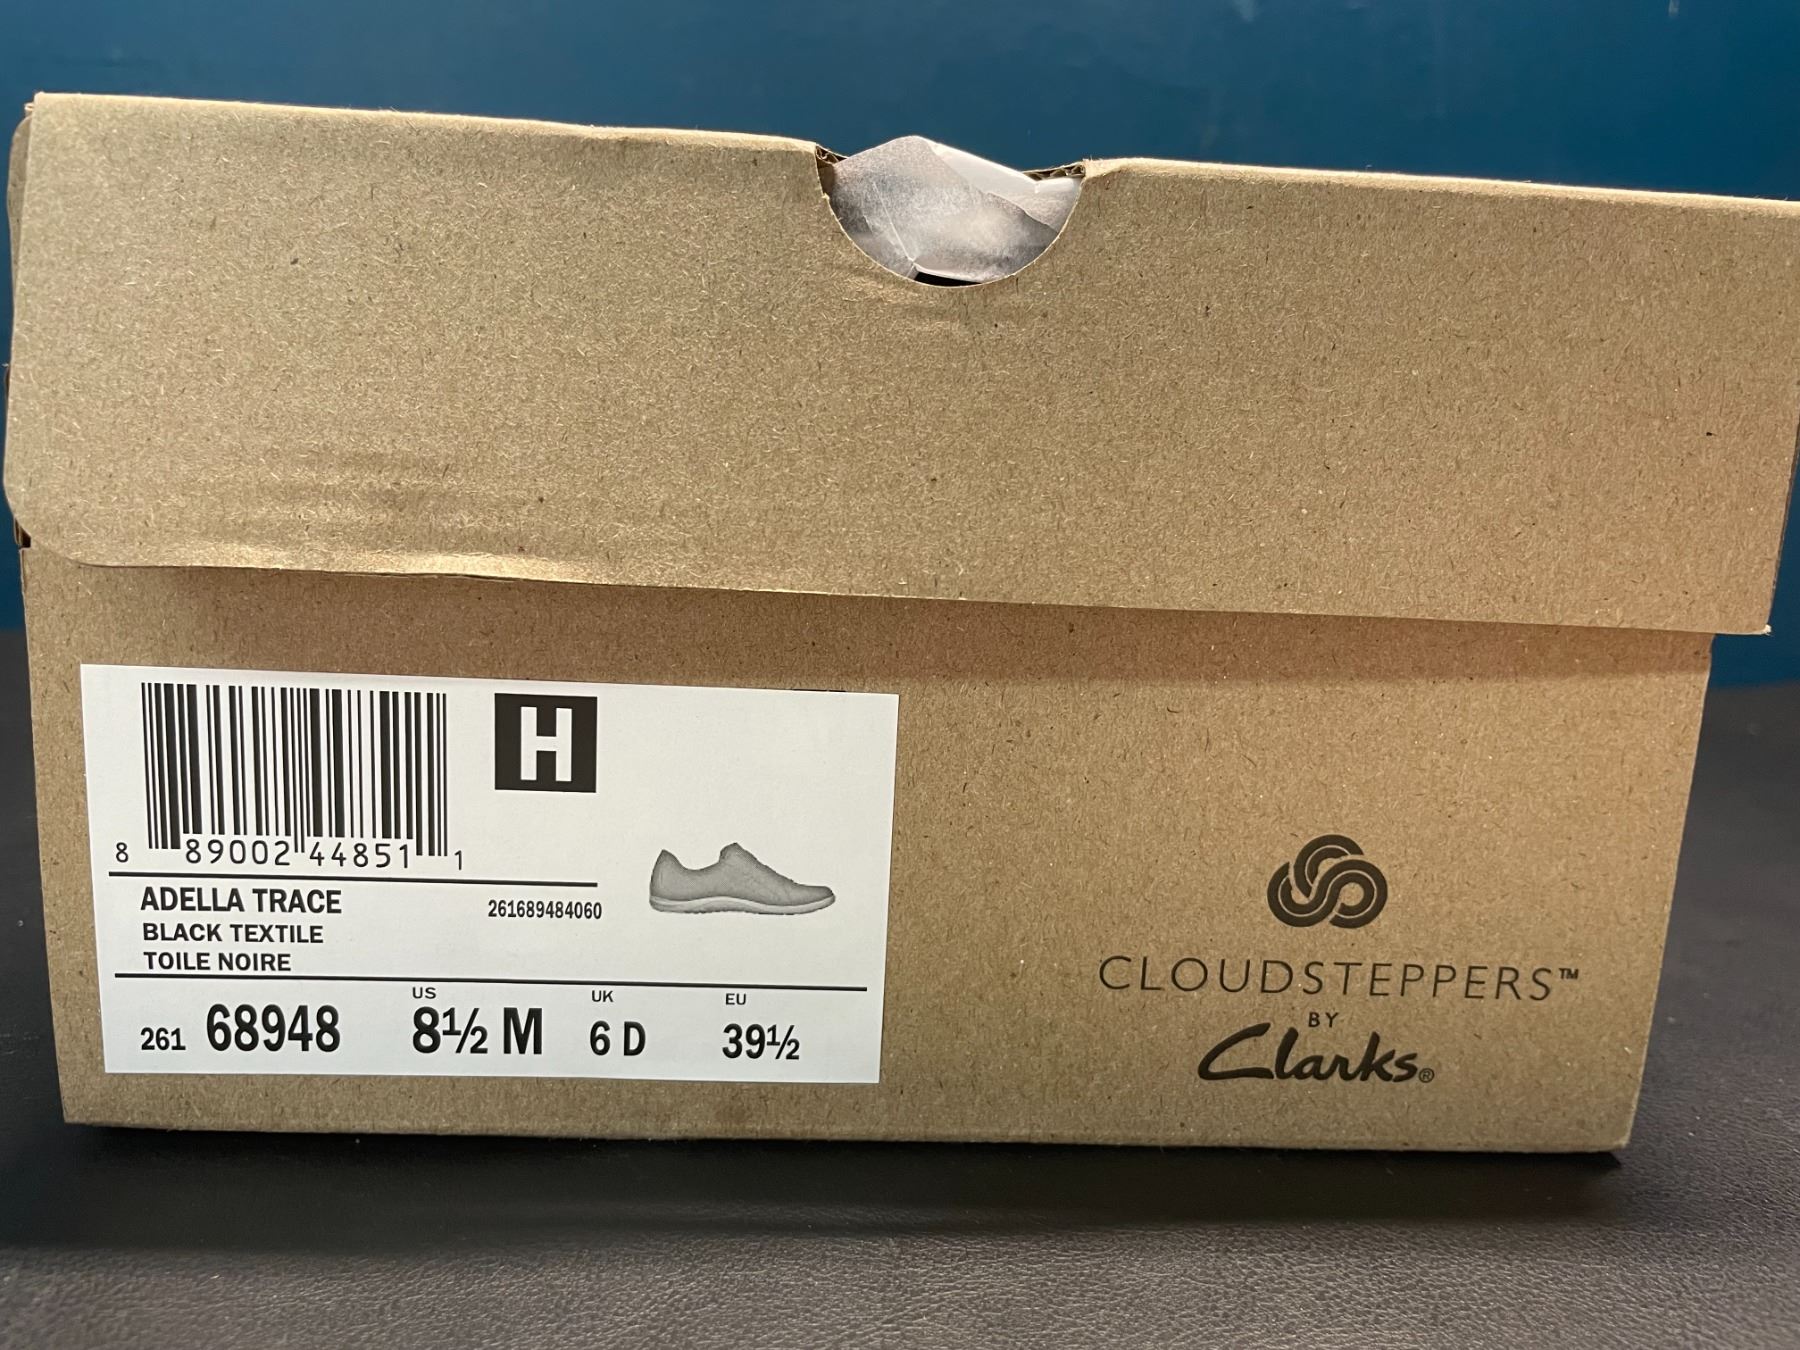 H
8 89002 44851 1
ADELLA TRACE 261689484060
BLACK TEXTILE
TOILE NOIRE
US UK EU
261 68948 8½ M 6 D 39½
CLOUDSTEPPERS™
BY
Clarks®